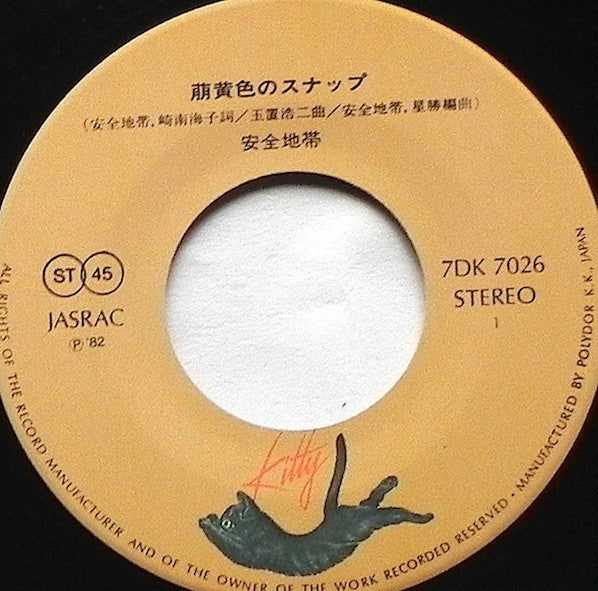 萠黄色のスナップ
(安全地帯,崎南海子詞/玉置浩二曲/安全地帯,星勝編曲)
安全地帯
ST 45
JASRAC
Ⓟ '82
7DK 7026
STEREO
1
Kitty
ALL RIGHTS OF THE RECORD MANUFACTURER AND OF THE OWNER OF THE WORK RECORDED RESERVED · MANUFACTURED BY POLYDOR K.K., JAPAN